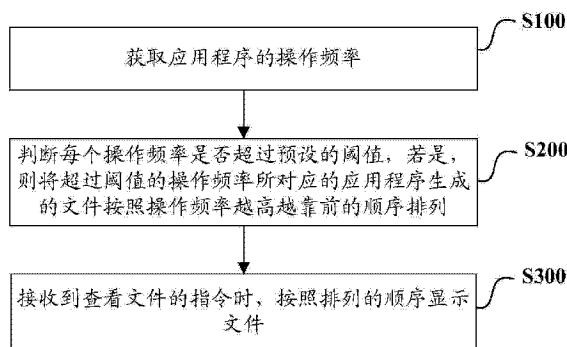 S100
获取应用程序的操作频率
S200
判断每个操作频率是否超过预设的阈值，若是，
则将超过阈值的操作频率所对应的应用程序生成
的文件按照操作频率越高越靠前的顺序排列
S300
接收到查看文件的指令时，按照排列的顺序显示
文件